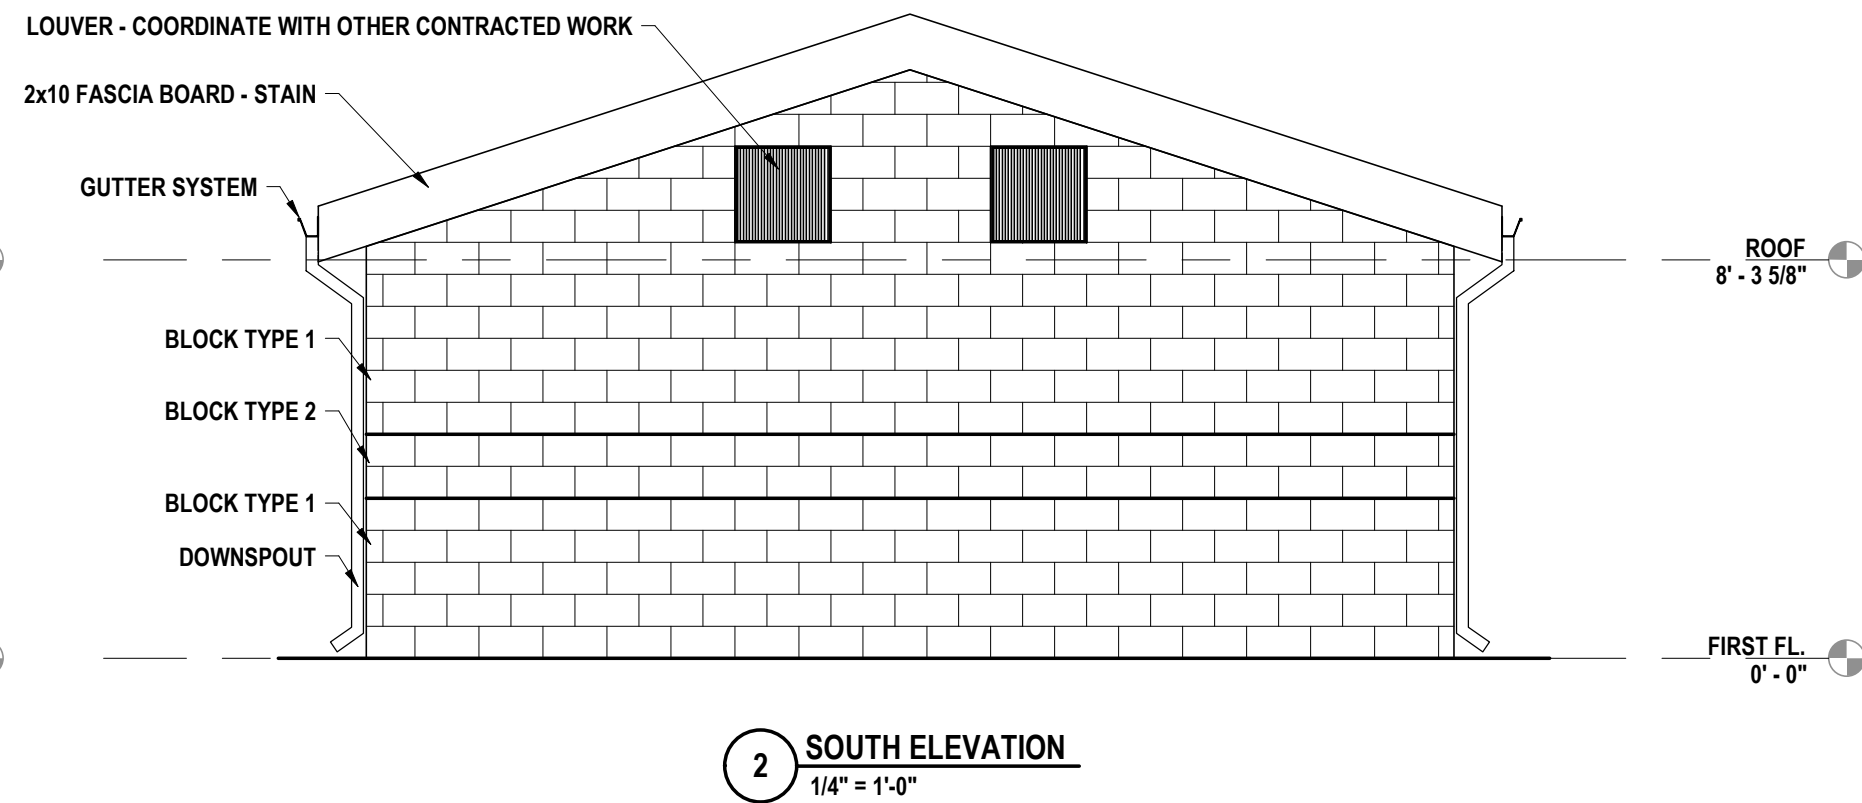 LOUVER - COORDINATE WITH OTHER CONTRACTED WORK
2x10 FASCIA BOARD - STAIN
GUTTER SYSTEM
ROOF
8' - 3 5/8"
BLOCK TYPE 1
BLOCK TYPE 2
BLOCK TYPE 1
DOWNSPOUT
FIRST FL.
0' - 0"
2
SOUTH ELEVATION
1/4" = 1'-0"